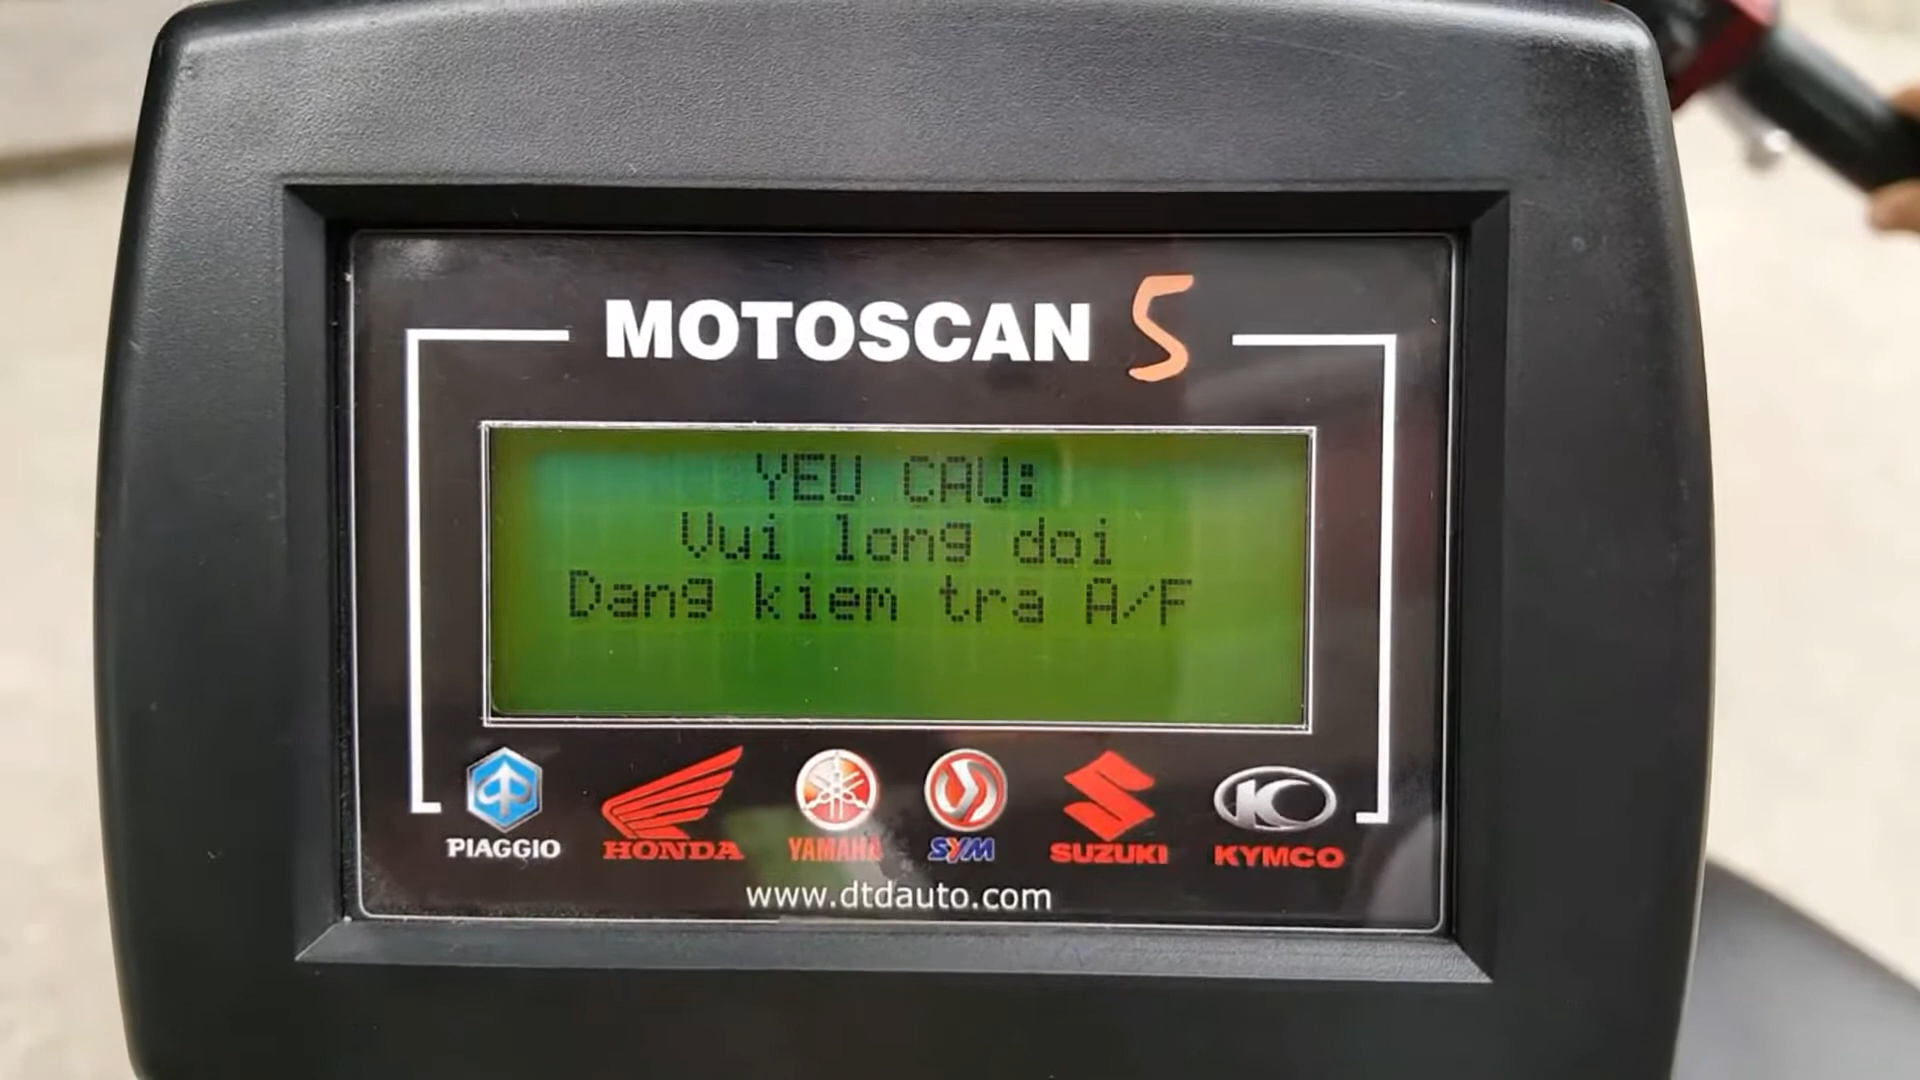 MOTOSCAN 5
YEU CAU:
Vui long doi
Dang kiem tra A/F
PIAGGIO
HONDA
YAMAHA
SYM
SUZUKI
KYMCO
www.dtdauto.com